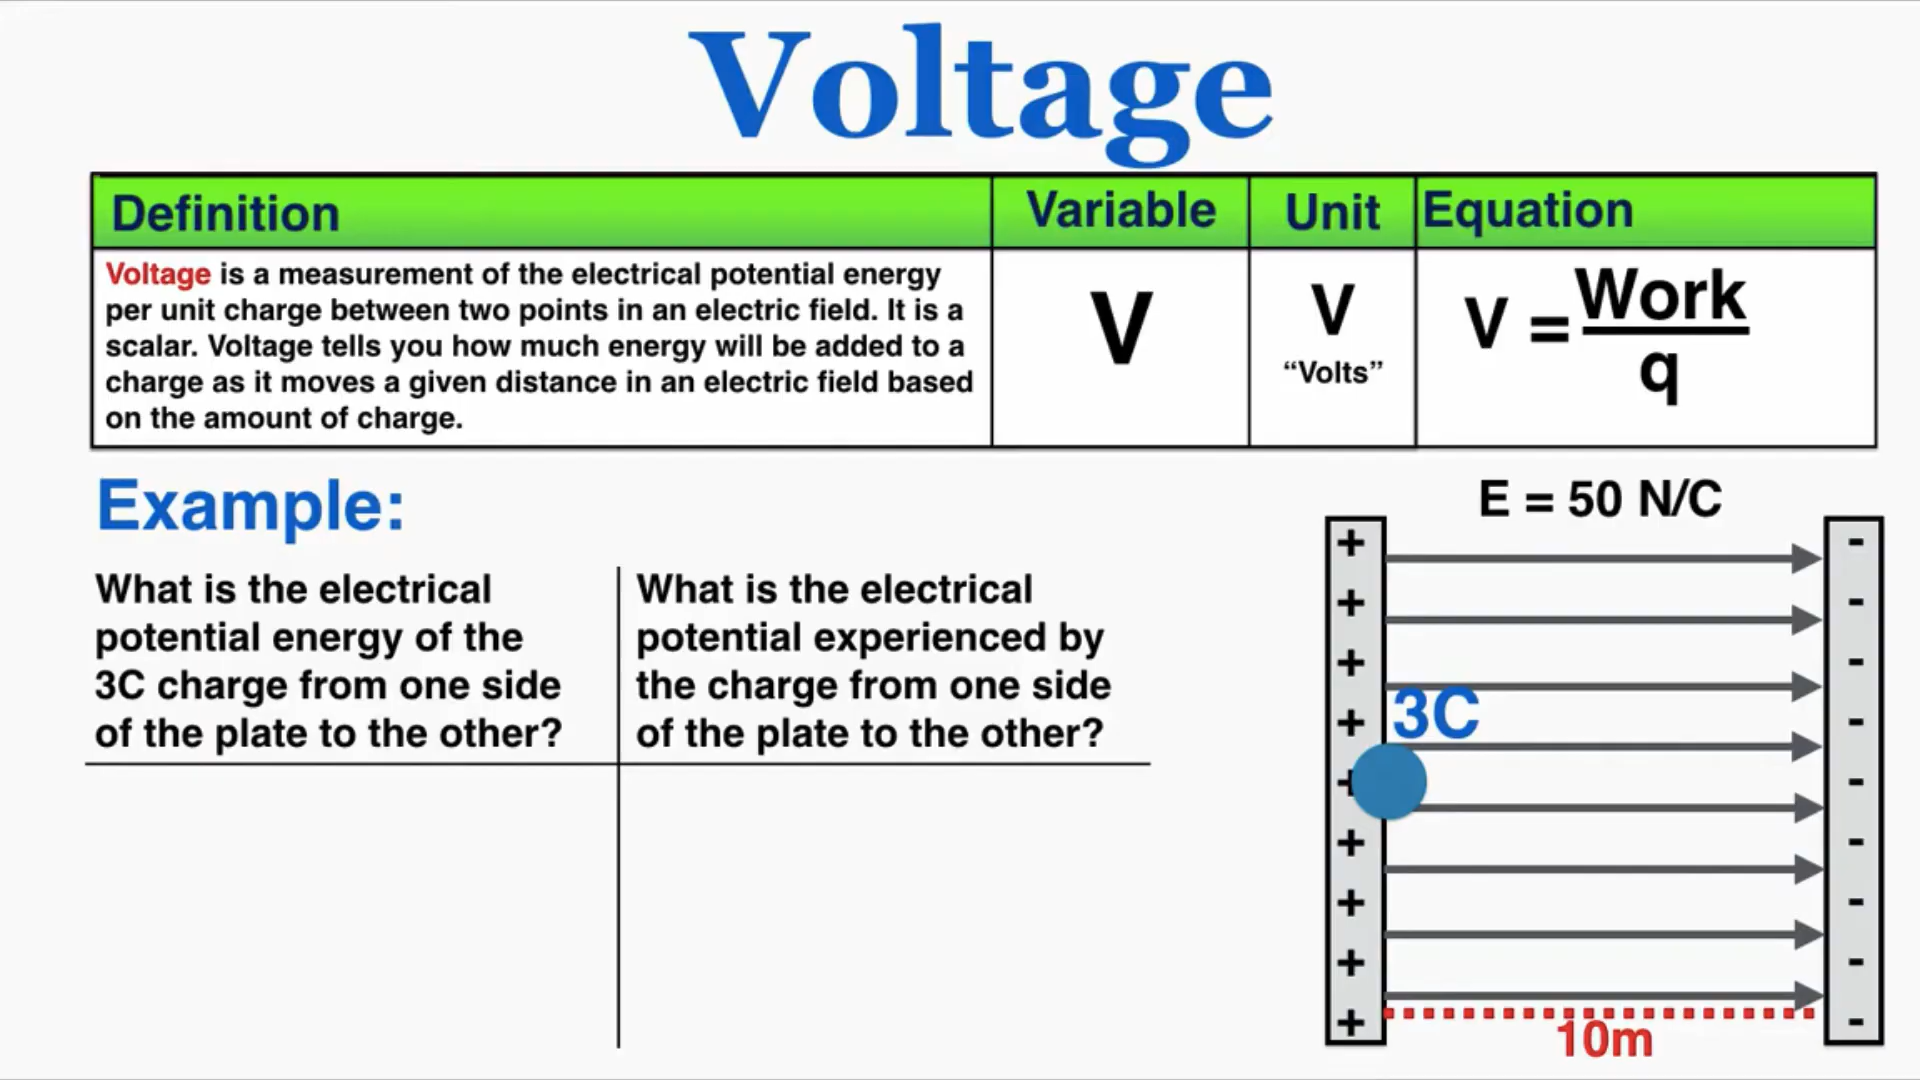 Voltage
Definition
Variable
Unit
Equation
Voltage is a measurement of the electrical potential energy
per unit charge between two points in an electric field. It is a
scalar. Voltage tells you how much energy will be added to a
charge as it moves a given distance in an electric field based
on the amount of charge.
V
V
“Volts”
V = Work
q
Example:
What is the electrical
potential energy of the
3C charge from one side
of the plate to the other?
What is the electrical
potential experienced by
the charge from one side
of the plate to the other?
E = 50 N/C
+ -
+ -
+ -
+ -
3C
+ -
+ -
+ -
+ -
+ -
10m